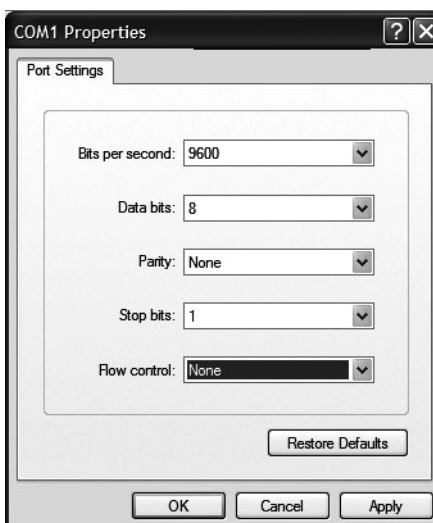 COM1 Properties
Port Settings
Bits per second: 9600
Data bits: 8
Parity: None
Stop bits: 1
Flow control: None
Restore Defaults
OK Cancel Apply